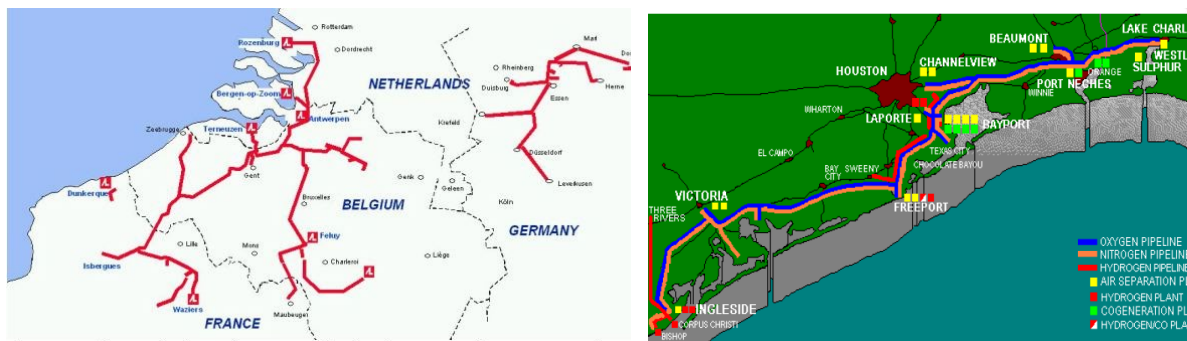 Rotterdam
Rozenburg
Dordrecht
Bergen-op-Zoom
NETHERLANDS
Zeebrugge
Terneuzen
Antwerpen
Gent
Dunkerque
Bruxelles
BELGIUM
Genk
Geleen
Köln
Lille
Mons
Feluy
Charleroi
Liège
GERMANY
Isbergues
Waziers
Maubeuge
FRANCE
Marl
Rheinberg
Duisburg
Essen
Herne
Krefeld
Düsseldorf
Leverkusen
LAKE CHARL
BEAUMONT
WESTL
SULPHUR
CHANNELVIEW
HOUSTON
ORANGE
PORT NECHES
WINNIE
WHARTON
LAPORTE
BAYPORT
TEXAS CITY
EL CAMPO
CHOCOLATE BAYOU
BAY
CITY
SWEENY
VICTORIA
FREEPORT
THREE
RIVERS
INGLESIDE
CORPUS CHRISTI
BISHOP
OXYGEN PIPELINE
NITROGEN PIPELINE
HYDROGEN PIPELINE
AIR SEPARATION PL
HYDROGEN PLANT
COGENERATION PL
HYDROGEN/CO PLA